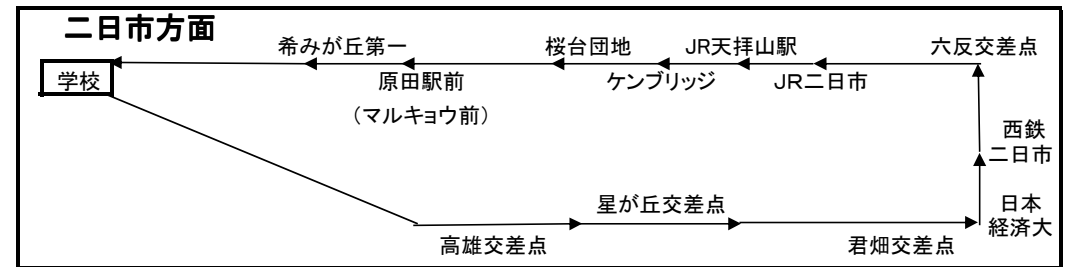 二日市方面
希みが丘第一
桜台団地
JR天拝山駅
六反交差点
学校
原田駅前
（マルキョウ前）
ケンブリッジ
JR二日市
西鉄
二日市
星が丘交差点
日本
経済大
高雄交差点
君畑交差点